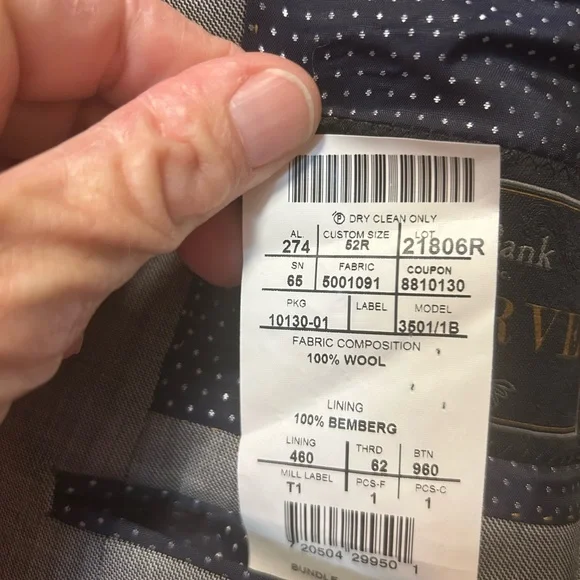 Ⓟ DRY CLEAN ONLY
AL. CUSTOM SIZE LOT
274 52R 21806R
SN FABRIC COUPON
65 5001091 8810130
PKG LABEL MODEL
10130-01 3501/1B
FABRIC COMPOSITION
100% WOOL
LINING
100% BEMBERG
LINING THRD BTN
460 62 960
MILL LABEL PCS-F PCS-C
T1 1 1
7 20504 29950 1
BUNDLE